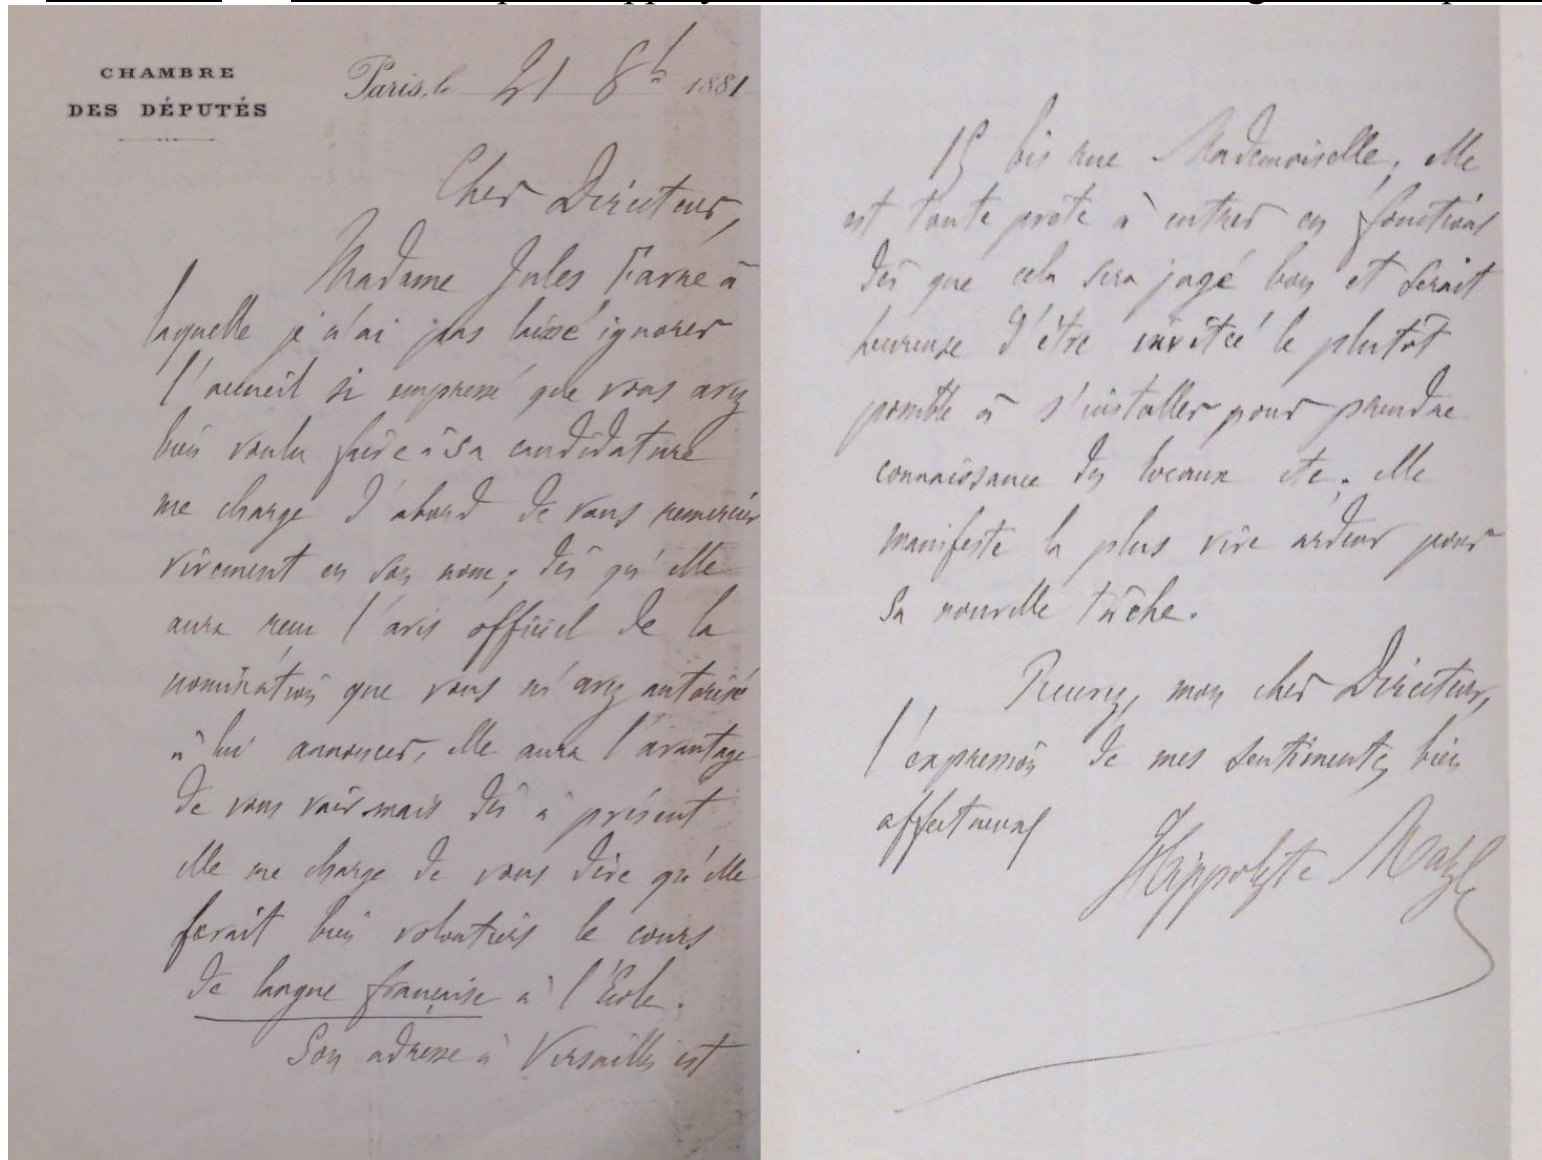 CHAMBRE
DES DÉPUTÉS
Paris, le 21 8b 1881
Cher Directeur,
Madame Jules Favre à
laquelle je n'ai pas laissé ignorer
l'accueil si empressé que vous avez
bien voulu faire à sa candidature
me charge d'abord de vous remercier
vivement en son nom ; dès qu'elle
aura reçu l'avis officiel de la
nomination que vous m'avez autorisé
à lui annoncer, elle aura l'avantage
de vous voir mais dès à présent
elle me charge de vous dire qu'elle
ferait bien volontiers le cours
de langue française à l'École.
Son adresse à Versailles est
15 bis rue Mademoiselle ; elle
est toute prête à entrer en fonctions
dès que cela sera jugé bon et serait
heureuse d'être invitée le plutôt
possible à s'installer pour prendre
connaissance des locaux etc. elle
manifeste la plus vive ardeur pour
sa nouvelle tâche.
Recevez, mon cher Directeur,
l'expression de mes sentiments bien
affectueux
Hippolyte Maze